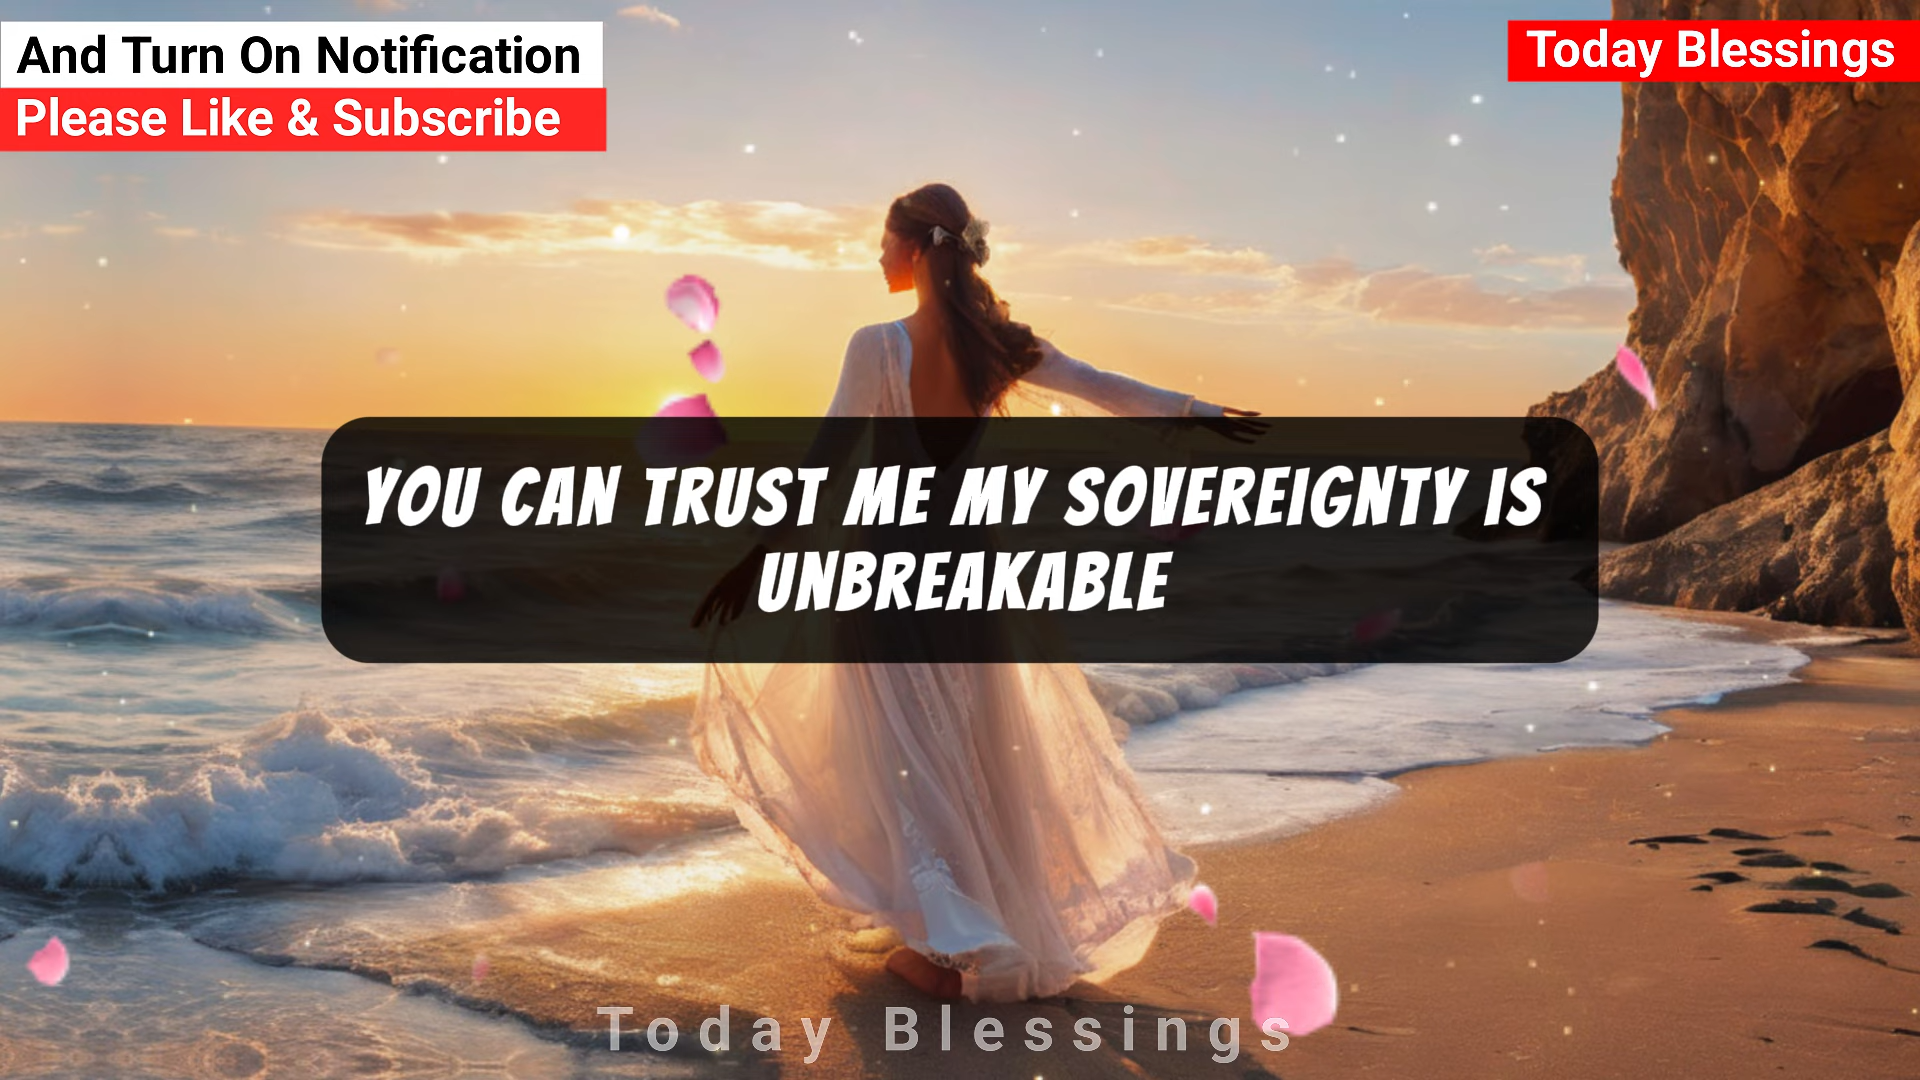 And Turn On Notification
Please Like & Subscribe
Today Blessings
YOU CAN TRUST ME MY SOVEREIGNTY IS
UNBREAKABLE
Today Blessings